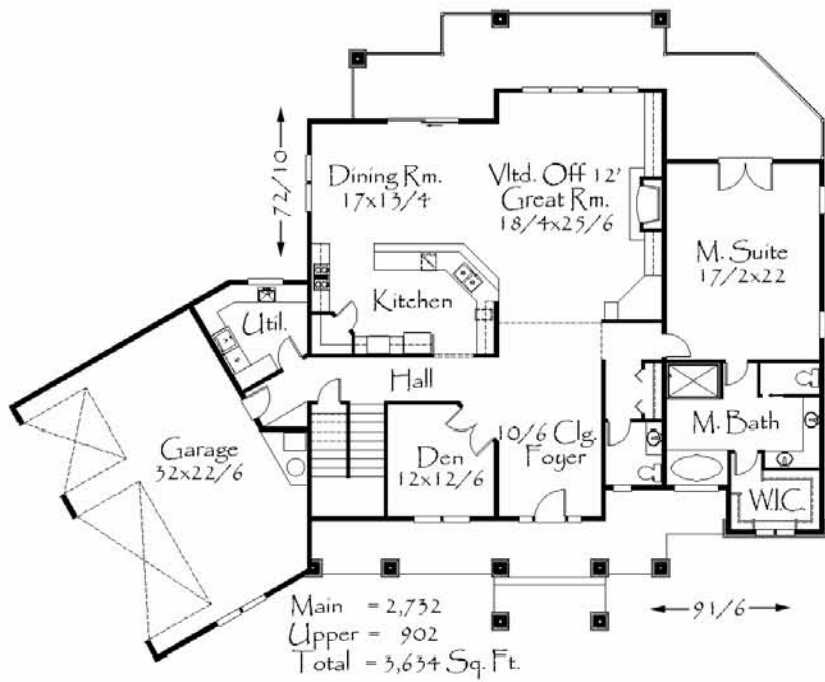 72/10
Dining Rm.
17x13/4
Vltd. Off 12'
Great Rm.
18/4x25/6
M. Suite
17/2x22
Kitchen
Util.
Hall
Garage
32x22/6
Den
12x12/6
10/6 Clg.
Foyer
M. Bath
W.I.C.
Main = 2,732
Upper = 902
Total = 3,634 Sq. Ft.
91/6